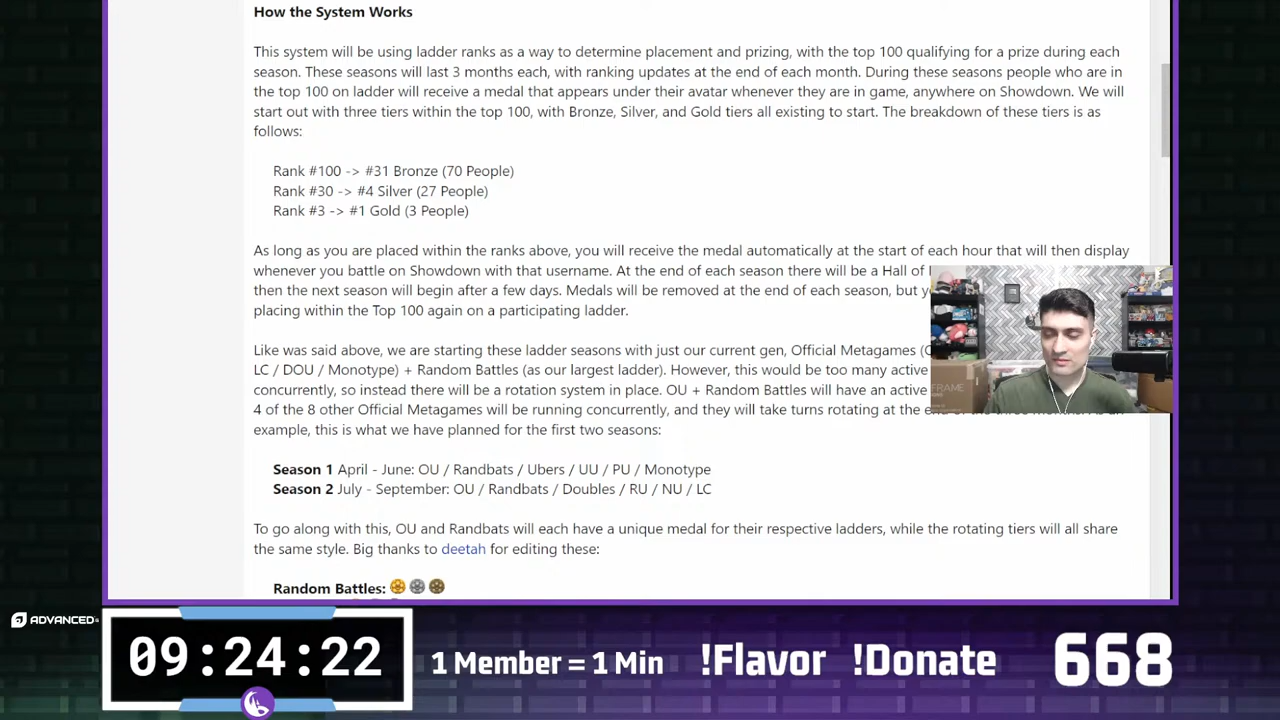 How the System Works
This system will be using ladder ranks as a way to determine placement and prizing, with the top 100 qualifying for a prize during each
season. These seasons will last 3 months each, with ranking updates at the end of each month. During these seasons people who are in
the top 100 on ladder will receive a medal that appears under their avatar whenever they are in game, anywhere on Showdown. We will
start out with three tiers within the top 100, with Bronze, Silver, and Gold tiers all existing to start. The breakdown of these tiers is as
follows:
Rank #100 -> #31 Bronze (70 People)
Rank #30 -> #4 Silver (27 People)
Rank #3 -> #1 Gold (3 People)
As long as you are placed within the ranks above, you will receive the medal automatically at the start of each hour that will then display
whenever you battle on Showdown with that username. At the end of each season there will be a Hall of
then the next season will begin after a few days. Medals will be removed at the end of each season, but
placing within the Top 100 again on a participating ladder.
Like was said above, we are starting these ladder seasons with just our current gen, Official Metagames
LC / DOU / Monotype) + Random Battles (as our largest ladder). However, this would be too many active
concurrently, so instead there will be a rotation system in place. OU + Random Battles will have an active
4 of the 8 other Official Metagames will be running concurrently, and they will take turns rotating at the
example, this is what we have planned for the first two seasons:
Season 1 April - June: OU / Randbats / Ubers / UU / PU / Monotype
Season 2 July - September: OU / Randbats / Doubles / RU / NU / LC
To go along with this, OU and Randbats will each have a unique medal for their respective ladders, while the rotating tiers will all share
the same style. Big thanks to deetah for editing these:
Random Battles:
ADVANCED
09:24:22
1 Member = 1 Min
!Flavor !Donate
668